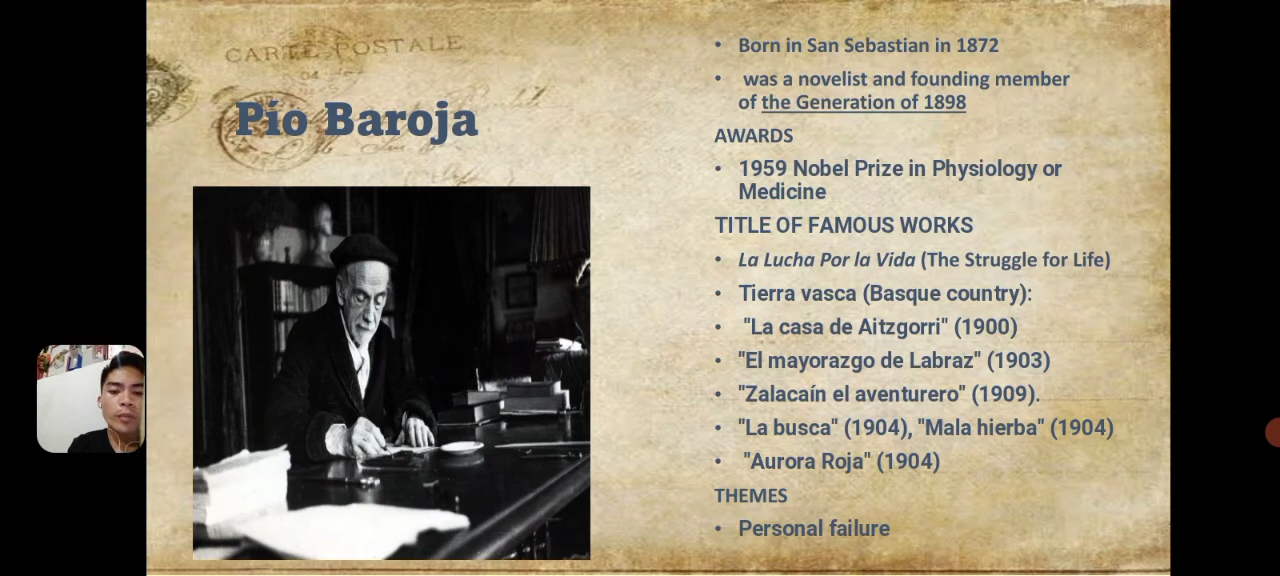 CARTE POSTALE
Pío Baroja
• Born in San Sebastian in 1872
• was a novelist and founding member
of the Generation of 1898
AWARDS
• 1959 Nobel Prize in Physiology or
Medicine
TITLE OF FAMOUS WORKS
• La Lucha Por la Vida (The Struggle for Life)
• Tierra vasca (Basque country):
• "La casa de Aitzgorri" (1900)
• "El mayorazgo de Labraz" (1903)
• "Zalacaín el aventurero" (1909).
• "La busca" (1904), "Mala hierba" (1904)
• "Aurora Roja" (1904)
THEMES
• Personal failure